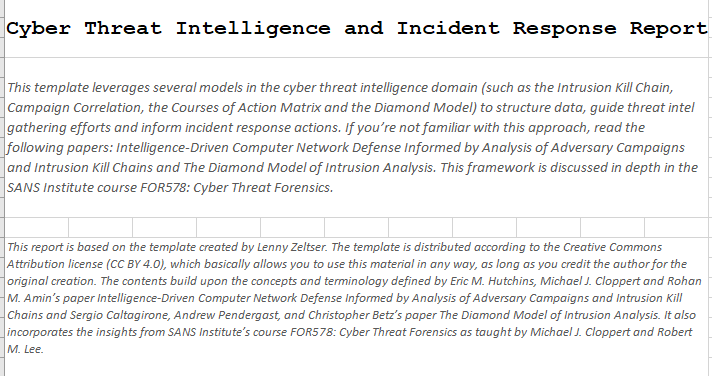 Cyber Threat Intelligence and Incident Response Report
This template leverages several models in the cyber threat intelligence domain (such as the Intrusion Kill Chain,
Campaign Correlation, the Courses of Action Matrix and the Diamond Model) to structure data, guide threat intel
gathering efforts and inform incident response actions. If you’re not familiar with this approach, read the
following papers: Intelligence-Driven Computer Network Defense Informed by Analysis of Adversary Campaigns
and Intrusion Kill Chains and The Diamond Model of Intrusion Analysis. This framework is discussed in depth in the
SANS Institute course FOR578: Cyber Threat Forensics.
This report is based on the template created by Lenny Zeltser. The template is distributed according to the Creative Commons
Attribution license (CC BY 4.0), which basically allows you to use this material in any way, as long as you credit the author for the
original creation. The contents build upon the concepts and terminology defined by Eric M. Hutchins, Michael J. Cloppert and Rohan
M. Amin’s paper Intelligence-Driven Computer Network Defense Informed by Analysis of Adversary Campaigns and Intrusion Kill
Chains and Sergio Caltagirone, Andrew Pendergast, and Christopher Betz’s paper The Diamond Model of Intrusion Analysis. It also
incorporates the insights from SANS Institute’s course FOR578: Cyber Threat Forensics as taught by Michael J. Cloppert and Robert
M. Lee.